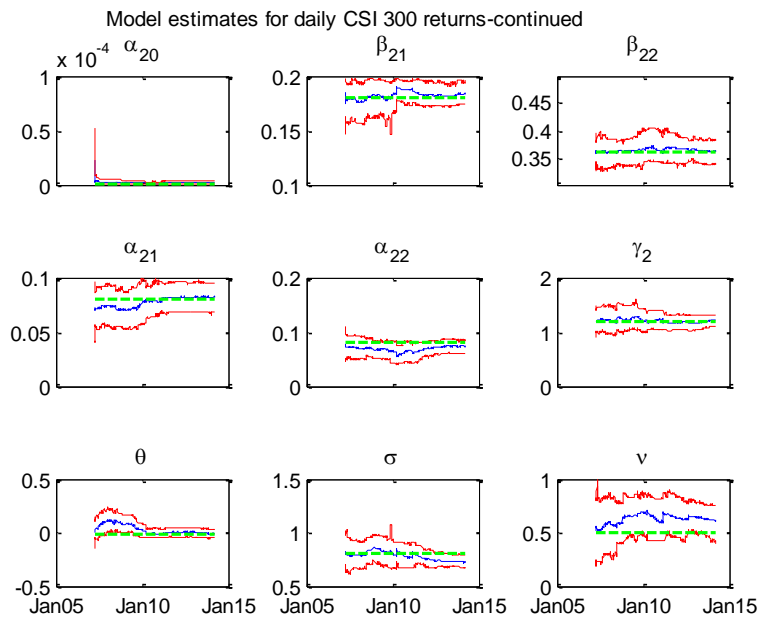 Model estimates for daily CSI 300 returns-continued
x 10⁻⁴ α₂₀ β₂₁ β₂₂
1 0.2 0.45
0.5 0.15 0.4
0 0.1 0.35
α₂₁ α₂₂ γ₂
0.1 0.2 2
0.05 0.1 1
0 0 0
θ σ ν
0.5 1.5 1
0 1 0.5
-0.5 0.5 0
Jan05 Jan10 Jan15 Jan05 Jan10 Jan15 Jan05 Jan10 Jan15